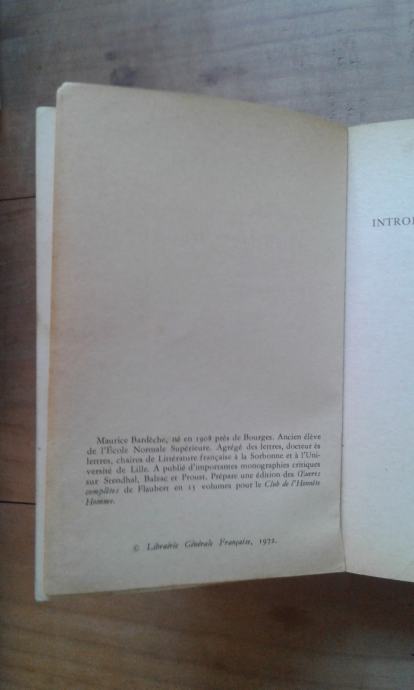 Maurice Bardèche, né en 1908 près de Bourges. Ancien élève
de l'École Normale Supérieure. Agrégé des lettres, docteur ès
lettres, chaires de Littérature française à la Sorbonne et à l'Uni-
versité de Lille. A publié d'importantes monographies critiques
sur Stendhal, Balzac et Proust. Prépare une édition des Œuvres
complètes de Flaubert en 15 volumes pour le Club de l'Honnête
Homme.
© Librairie Générale Française, 1972.
INTRO